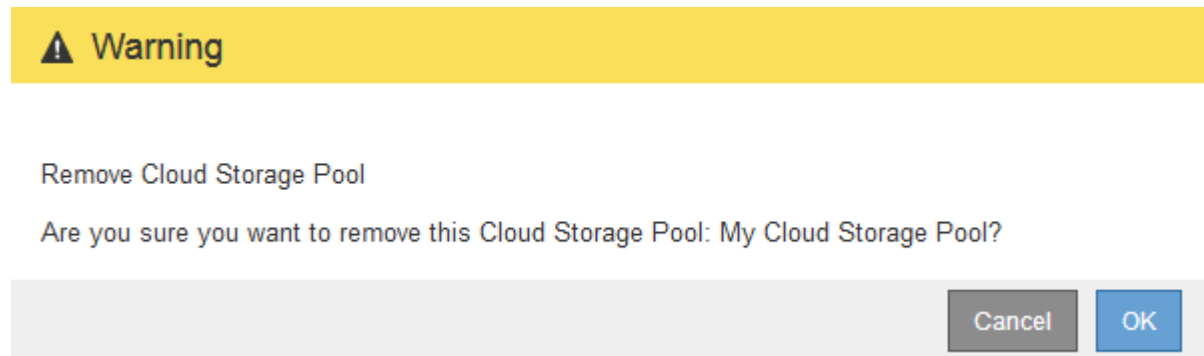 Warning
Remove Cloud Storage Pool
Are you sure you want to remove this Cloud Storage Pool: My Cloud Storage Pool?
Cancel OK